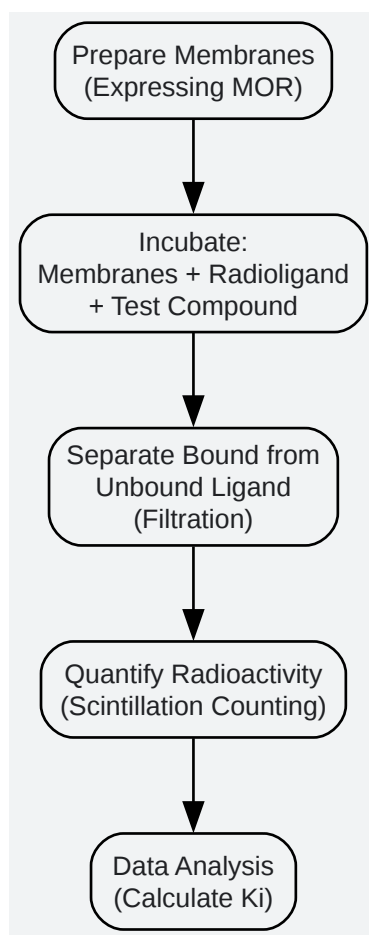 Prepare Membranes
(Expressing MOR)
Incubate:
Membranes + Radioligand
+ Test Compound
Separate Bound from
Unbound Ligand
(Filtration)
Quantify Radioactivity
(Scintillation Counting)
Data Analysis
(Calculate Ki)